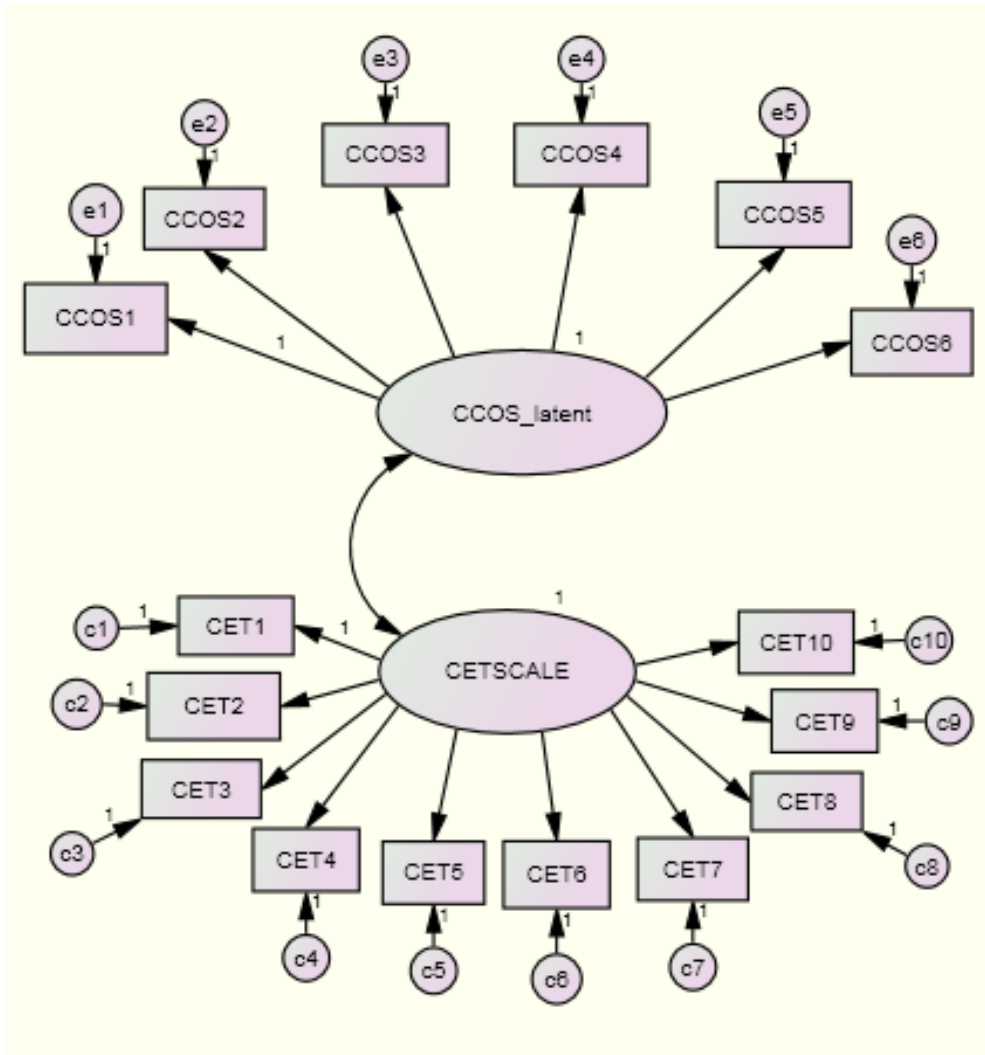 e3
e4
1
1
e2
e5
CCOS3
CCOS4
1
1
e1
CCOS2
CCOS5
1
e6
1
CCOS1
CCOS6
1
1
CCOS_latent
1
c1
1
CET1
1
CET10
1
c10
CETSCALE
c2
1
CET2
CET9
1
c9
CET3
CET8
1
1
c3
CET4
CET5
CET6
CET7
c8
1
1
1
1
c4
c5
c6
c7